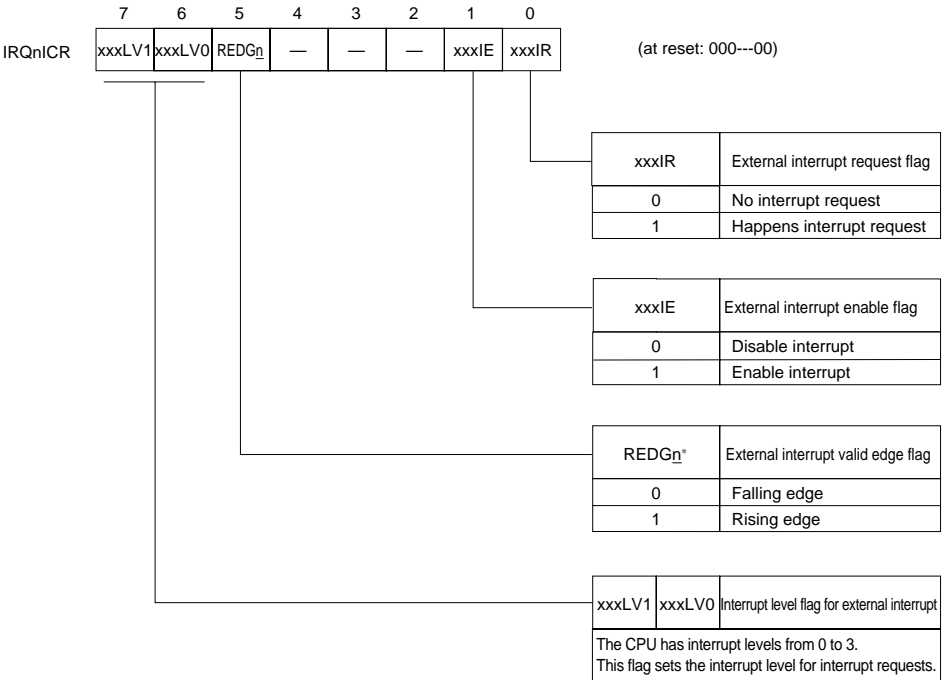 7 6 5 4 3 2 1 0
IRQnICR xxxLV1 xxxLV0 REDGn — — — xxxIE xxxIR (at reset: 000---00)
xxxIR External interrupt request flag
0 No interrupt request
1 Happens interrupt request
xxxIE External interrupt enable flag
0 Disable interrupt
1 Enable interrupt
REDGn* External interrupt valid edge flag
0 Falling edge
1 Rising edge
xxxLV1 xxxLV0 Interrupt level flag for external interrupt
The CPU has interrupt levels from 0 to 3.
This flag sets the interrupt level for interrupt requests.